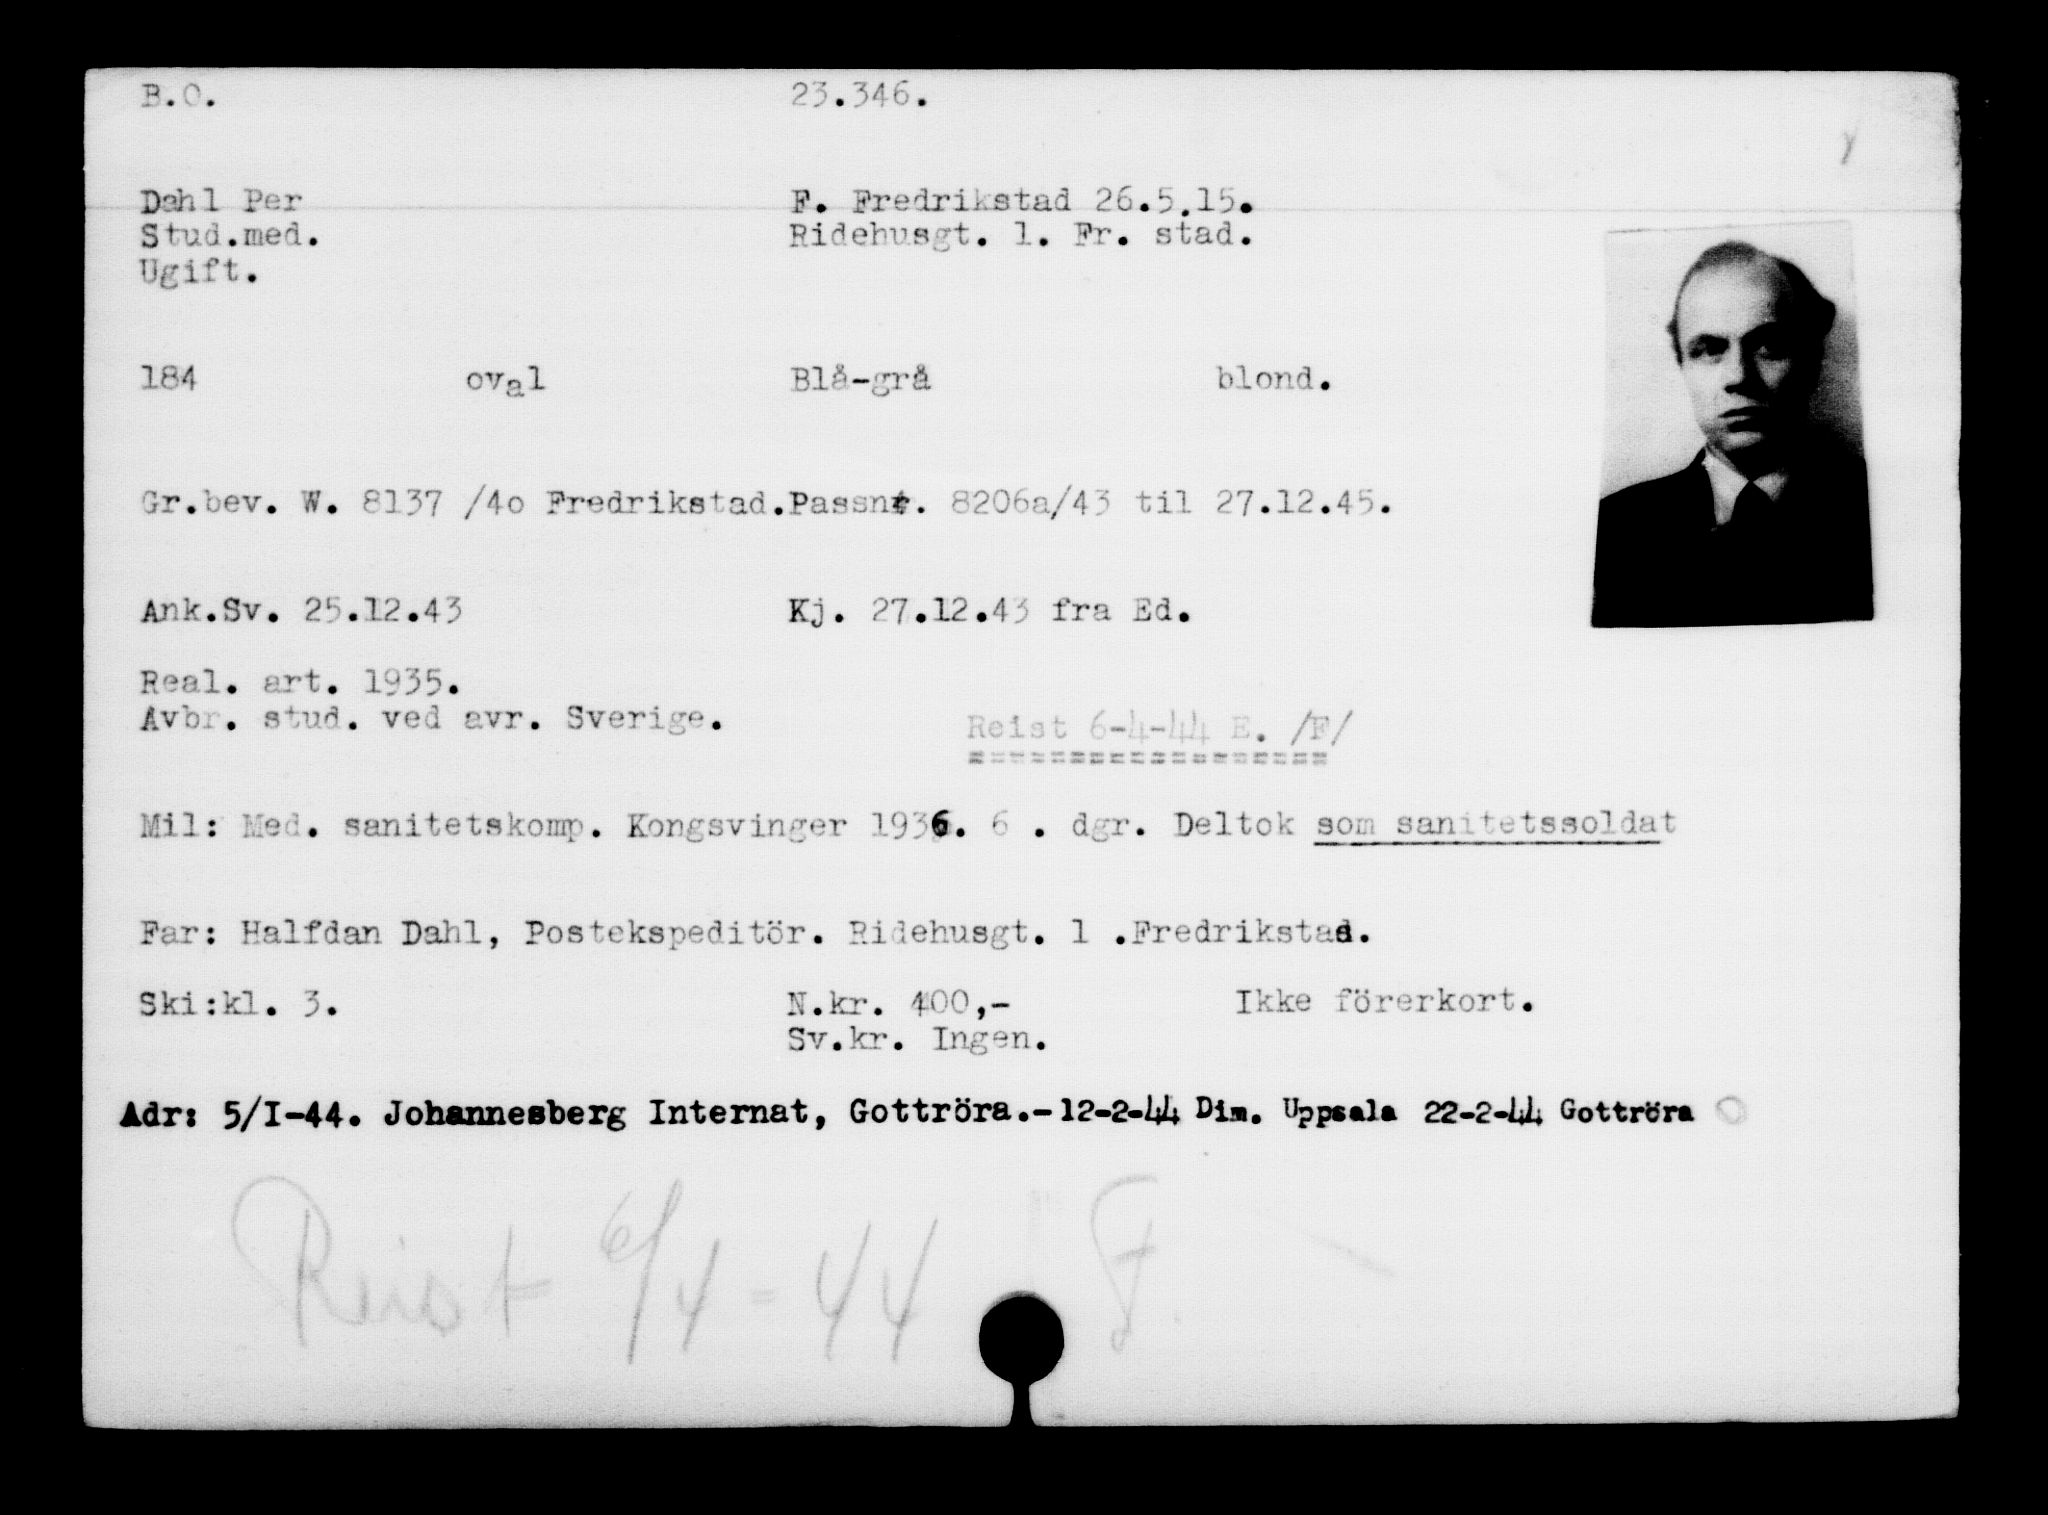 B.O. 23.346.
Dahl Per F. Fredrikstad 26.5.15.
Stud.med. Ridehusgt. 1. Fr. stad.
Ugift.
184 oval Blå-grå blond.
Gr.bev. W. 8137 /4o Fredrikstad. Passnr. 8206a/43 til 27.12.45.
Ank.Sv. 25.12.43 Kj. 27.12.43 fra Ed.
Real. art. 1935.
Avbr. stud. ved avr. Sverige.
Reist 6-4-44 E. /F/
==================
Mil: Med. sanitetskomp. Kongsvinger 1936. 6 . dgr. Deltok som sanitetssoldat
Far: Halfdan Dahl, Postekspeditör. Ridehusgt. 1 .Fredrikstad.
Ski:kl. 3. N.kr. 400,- Ikke förerkort.
Sv.kr. Ingen.
Adr: 5/I-44. Johannesberg Internat, Gottröra.- 12-2-44 Dim. Uppsala 22-2-44 Gottröra
Reist 6/4-44 F.